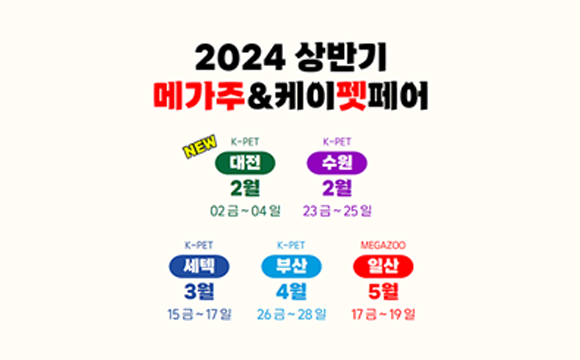 2024 상반기
메가주&케이펫페어
NEW
K-PET
대전
2월
02 금 ~ 04 일
K-PET
수원
2월
23 금 ~ 25 일
K-PET
세텍
3월
15 금 ~ 17 일
K-PET
부산
4월
26 금 ~ 28 일
MEGAZOO
일산
5월
17 금 ~ 19 일